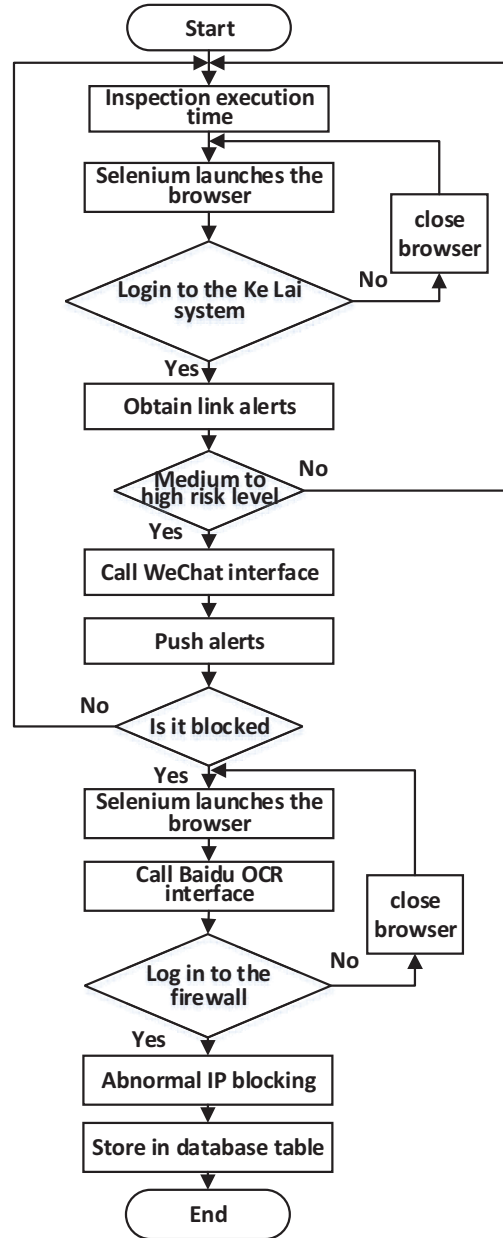 Start
Inspection execution
time
Selenium launches the
browser
close
browser
Login to the Ke Lai
system
No
Yes
Obtain link alerts
Medium to
high risk level
No
Yes
Call WeChat interface
Push alerts
No
Is it blocked
Yes
Selenium launches the
browser
Call Baidu OCR
interface
close
browser
Log in to the
firewall
No
Yes
Abnormal IP blocking
Store in database table
End